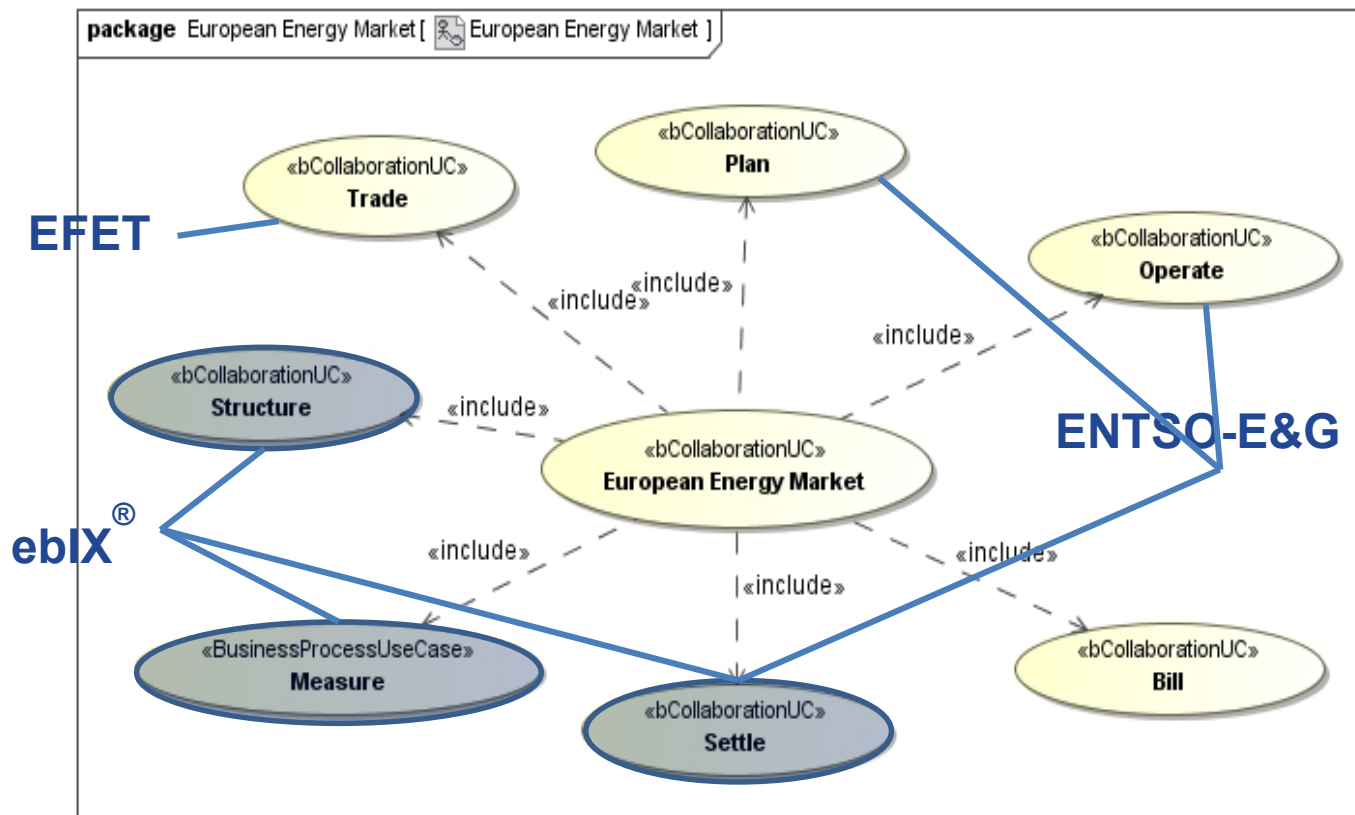 package European Energy Market [ European Energy Market ]
«bCollaborationUC»
Plan
«bCollaborationUC»
Trade
EFET
«bCollaborationUC»
Operate
«include»
«include»
«include»
«bCollaborationUC»
Structure
«include»
ENTSO-E&G
«bCollaborationUC»
European Energy Market
ebIX®
«include»
«include»
«include»
«BusinessProcessUseCase»
Measure
«bCollaborationUC»
Bill
«bCollaborationUC»
Settle